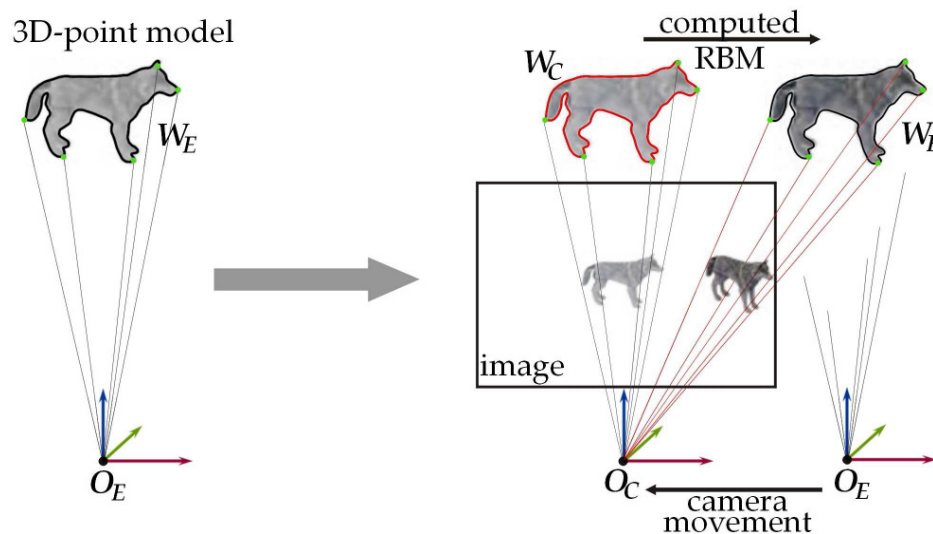 3D-point model
W_E
O_E
computed
RBM
W_C
W
image
O_C
O_E
camera
movement